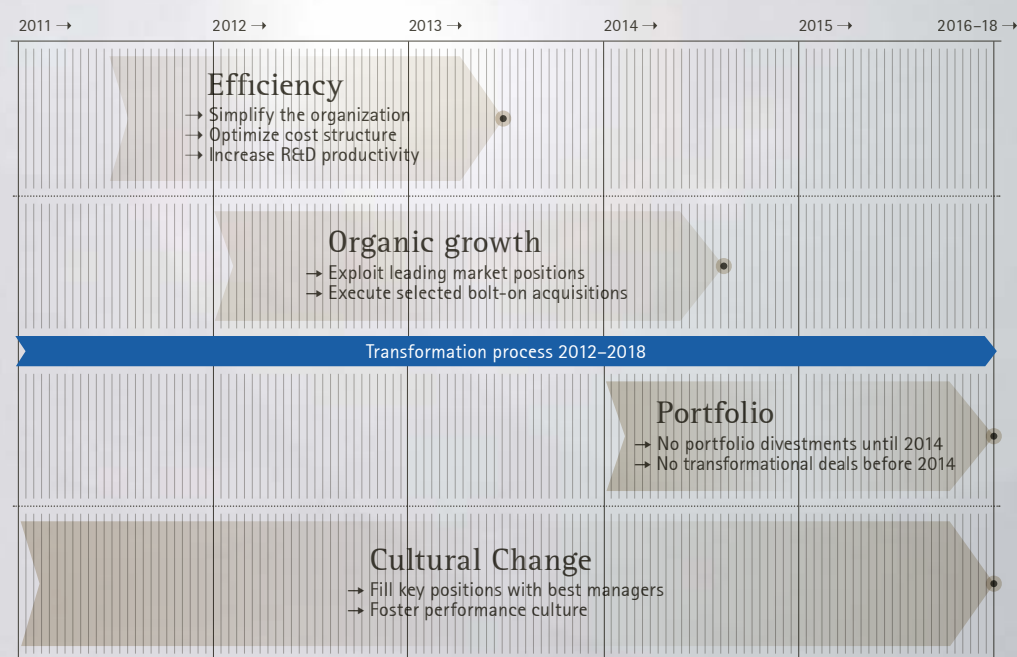 2011 → 2012 → 2013 → 2014 → 2015 → 2016–18 →
Efficiency
→ Simplify the organization
→ Optimize cost structure
→ Increase R&D productivity
Organic growth
→ Exploit leading market positions
→ Execute selected bolt-on acquisitions
Transformation process 2012–2018
Portfolio
→ No portfolio divestments until 2014
→ No transformational deals before 2014
Cultural Change
→ Fill key positions with best managers
→ Foster performance culture